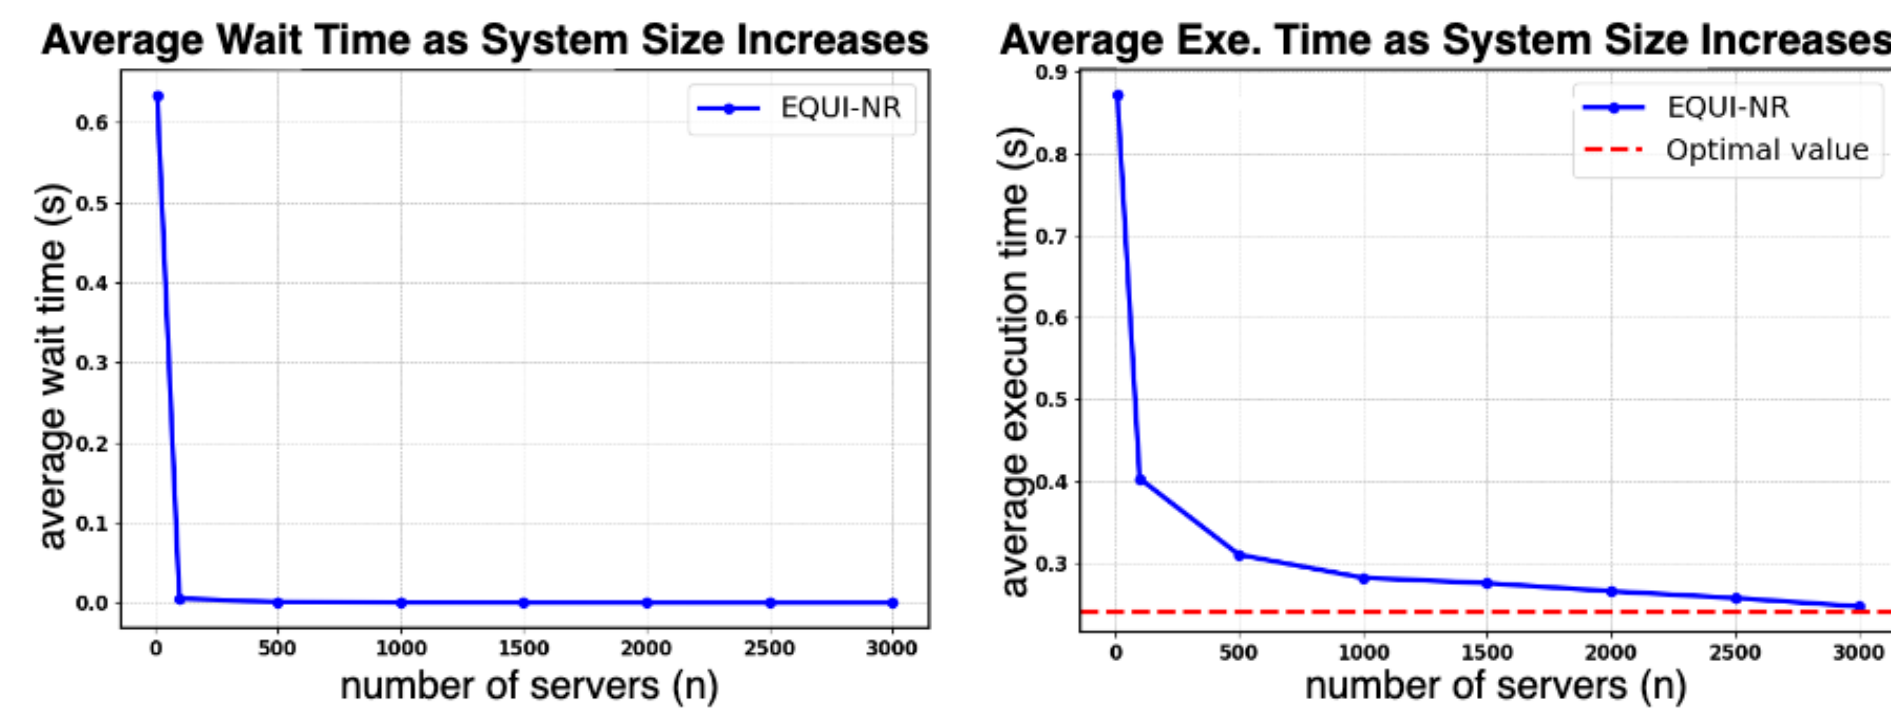 Average Wait Time as System Size Increases
EQUI-NR
0.6
0.5
0.4
0.3
0.2
0.1
0.0
average wait time (s)
0 500 1000 1500 2000 2500 3000
number of servers (n)
Average Exe. Time as System Size Increases
EQUI-NR
Optimal value
0.9
0.8
0.7
0.6
0.5
0.4
0.3
average execution time (s)
0 500 1000 1500 2000 2500 3000
number of servers (n)